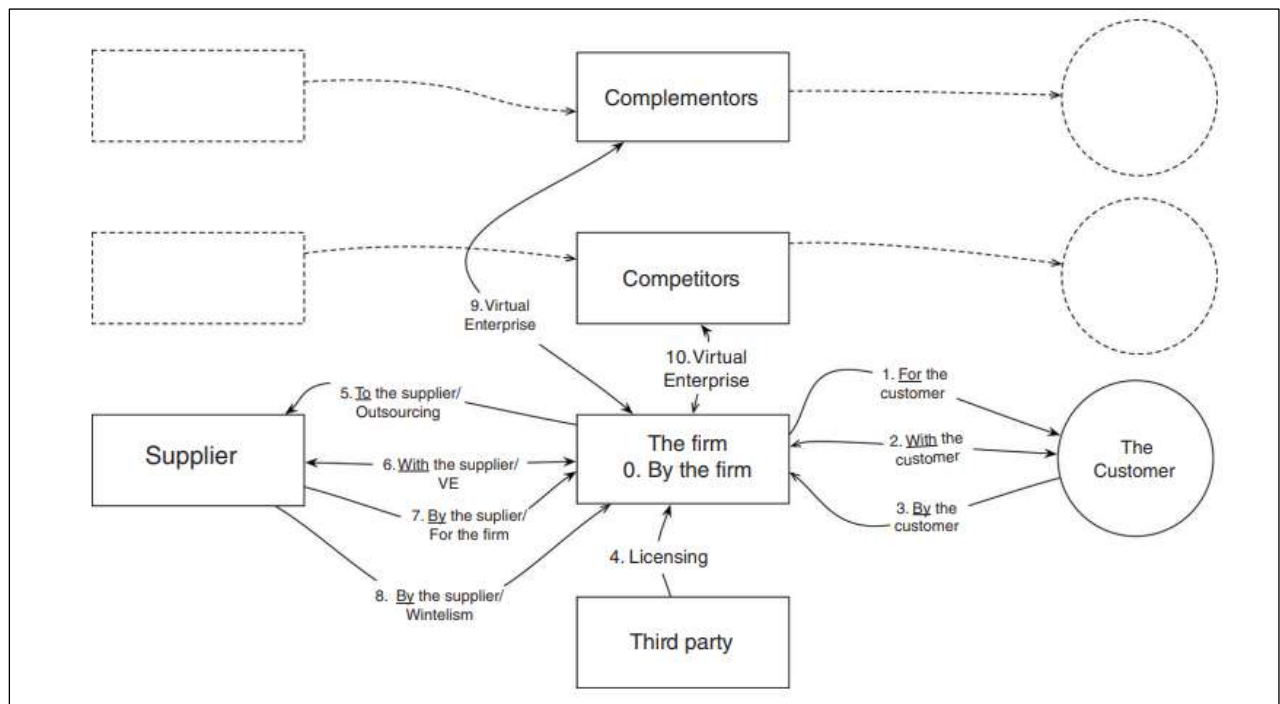 Complementors
Competitors
9.Virtual
Enterprise
10.Virtual
Enterprise
5. To the supplier/
Outsourcing
1. For the
customer
Supplier
The firm
0. By the firm
2. With the
customer
The
Customer
6. With the supplier/
VE
7. By the suplier/
For the firm
3. By the
customer
4. Licensing
8. By the supplier/
Wintelism
Third party